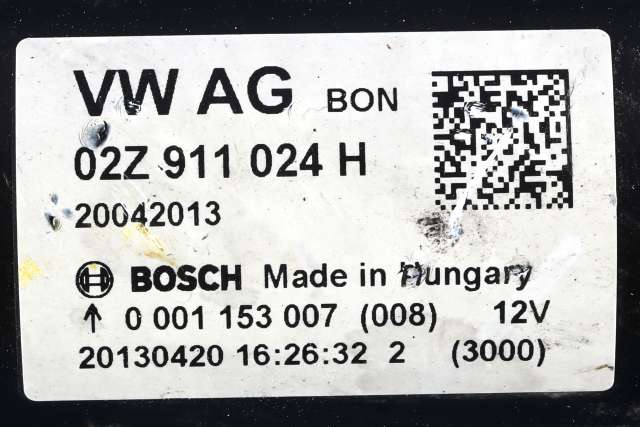 VW AG BON
02Z 911 024 H
20042013
BOSCH Made in Hungary
↑ 0 001 153 007 (008) 12V
20130420 16:26:32 2 (3000)